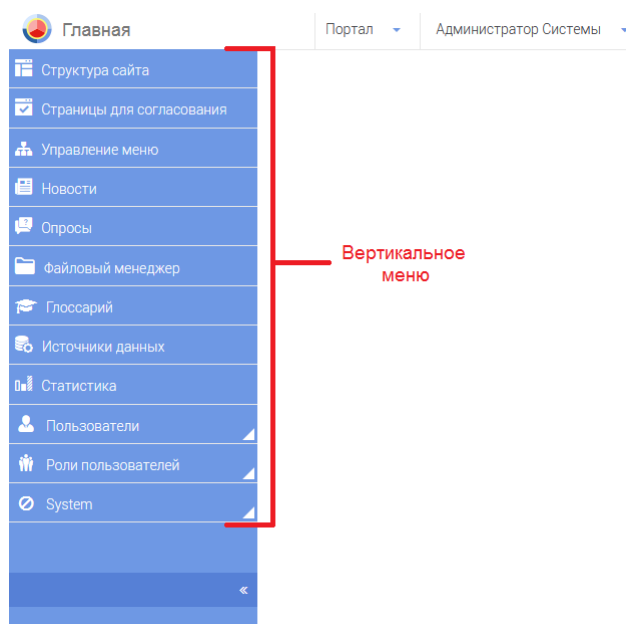 Главная
Портал
Администратор Системы
Структура сайта
Страницы для согласования
Управление меню
Новости
Опросы
Файловый менеджер
Глоссарий
Источники данных
Статистика
Пользователи
Роли пользователей
System
«
Вертикальное
меню